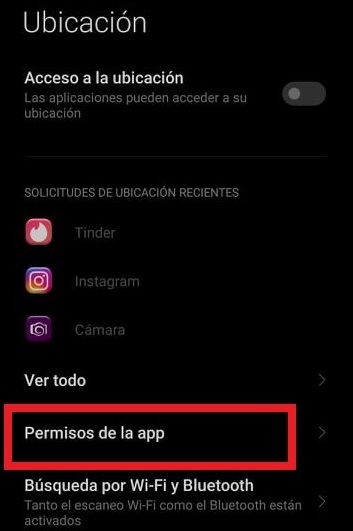 Ubicación
Acceso a la ubicación
Las aplicaciones pueden acceder a su
ubicación
SOLICITUDES DE UBICACIÓN RECIENTES
Tinder
Instagram
Cámara
Ver todo
Permisos de la app
Búsqueda por Wi-Fi y Bluetooth
Tanto el escaneo Wi-Fi como el Bluetooth están
activados